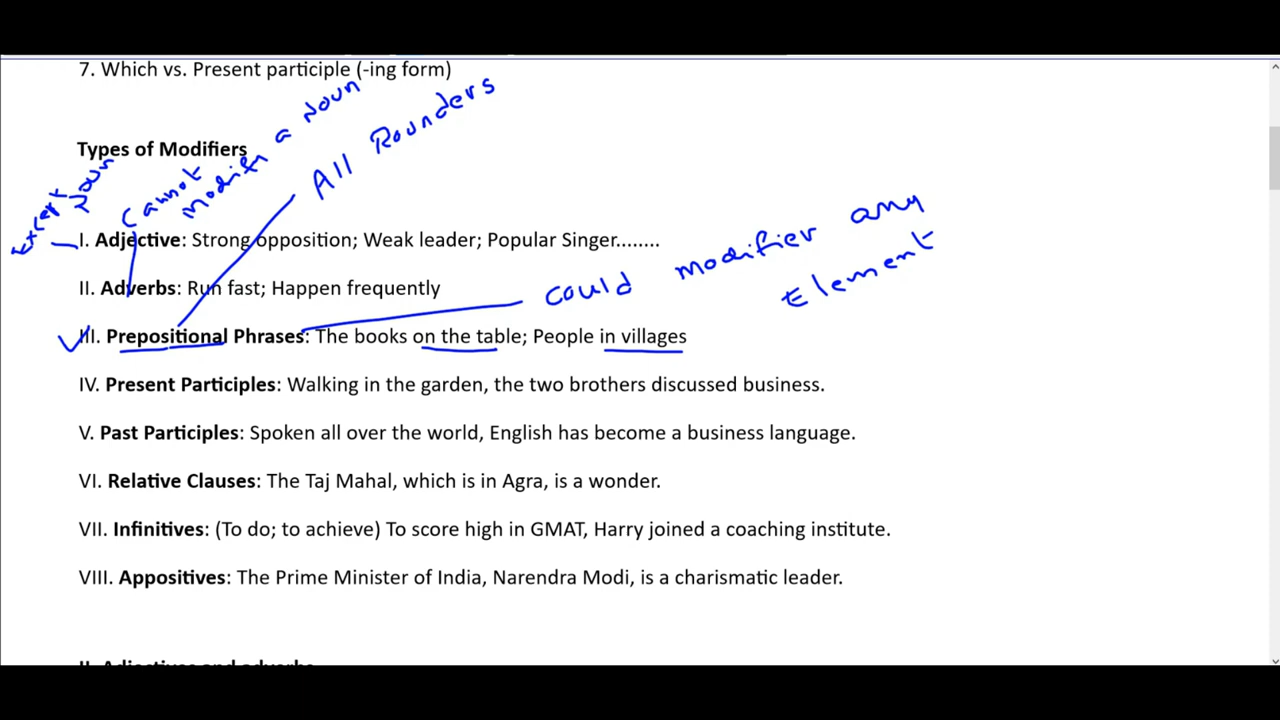 7. Which vs. Present participle (-ing form)
Types of Modifiers
Cannot
modify a Noun
All Rounders
could modifier any
Element
Noun
I. Adjective: Strong opposition; Weak leader; Popular Singer........
II. Adverbs: Run fast; Happen frequently
III. Prepositional Phrases: The books on the table; People in villages
IV. Present Participles: Walking in the garden, the two brothers discussed business.
V. Past Participles: Spoken all over the world, English has become a business language.
VI. Relative Clauses: The Taj Mahal, which is in Agra, is a wonder.
VII. Infinitives: (To do; to achieve) To score high in GMAT, Harry joined a coaching institute.
VIII. Appositives: The Prime Minister of India, Narendra Modi, is a charismatic leader.
II. Adjectives and adverbs